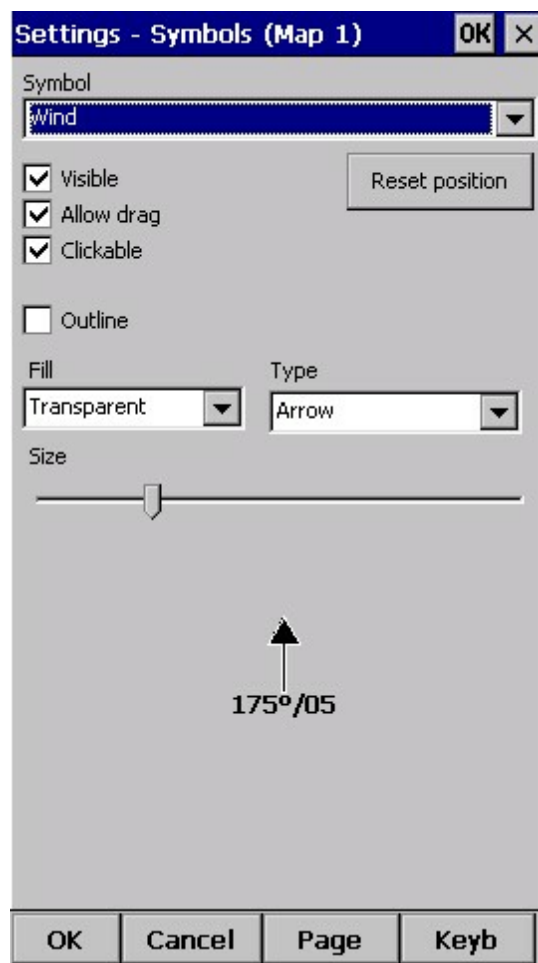 Settings - Symbols (Map 1) OK
Symbol
Wind
Visible
Reset position
Allow drag
Clickable
Outline
Fill Type
Transparent Arrow
Size
175º/05
OK Cancel Page Keyb